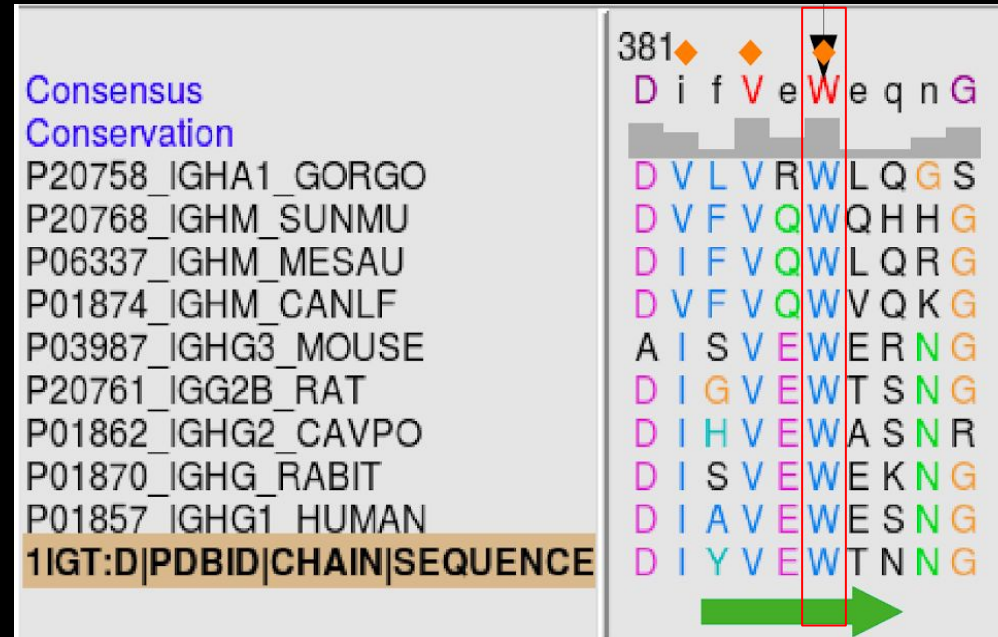 381
Consensus D i f V e W e q n G
Conservation
P20758_IGHA1_GORGO D V L V R W L Q G S
P20768_IGHM_SUNMU D V F V Q W Q H H G
P06337_IGHM_MESAU D I F V Q W L Q R G
P01874_IGHM_CANLF D V F V Q W V Q K G
P03987_IGHG3_MOUSE A I S V E W E R N G
P20761_IGG2B_RAT D I G V E W T S N G
P01862_IGHG2_CAVPO D I H V E W A S N R
P01870_IGHG_RABIT D I S V E W E K N G
P01857_IGHG1_HUMAN D I A V E W E S N G
1IGT:D|PDBID|CHAIN|SEQUENCE D I Y V E W T N N G